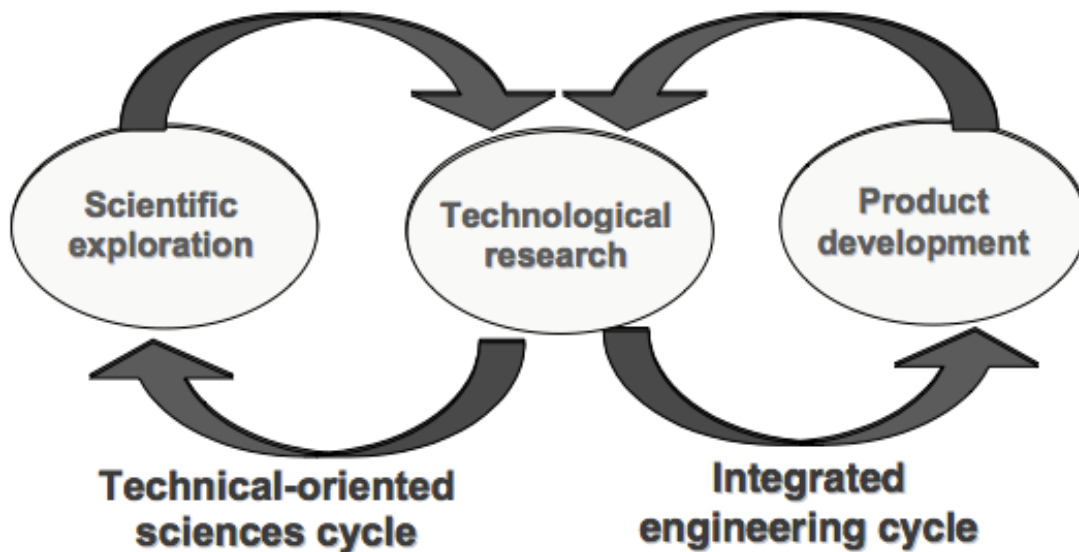 Scientific
exploration
Technological
research
Product
development
Technical-oriented
sciences cycle
Integrated
engineering cycle